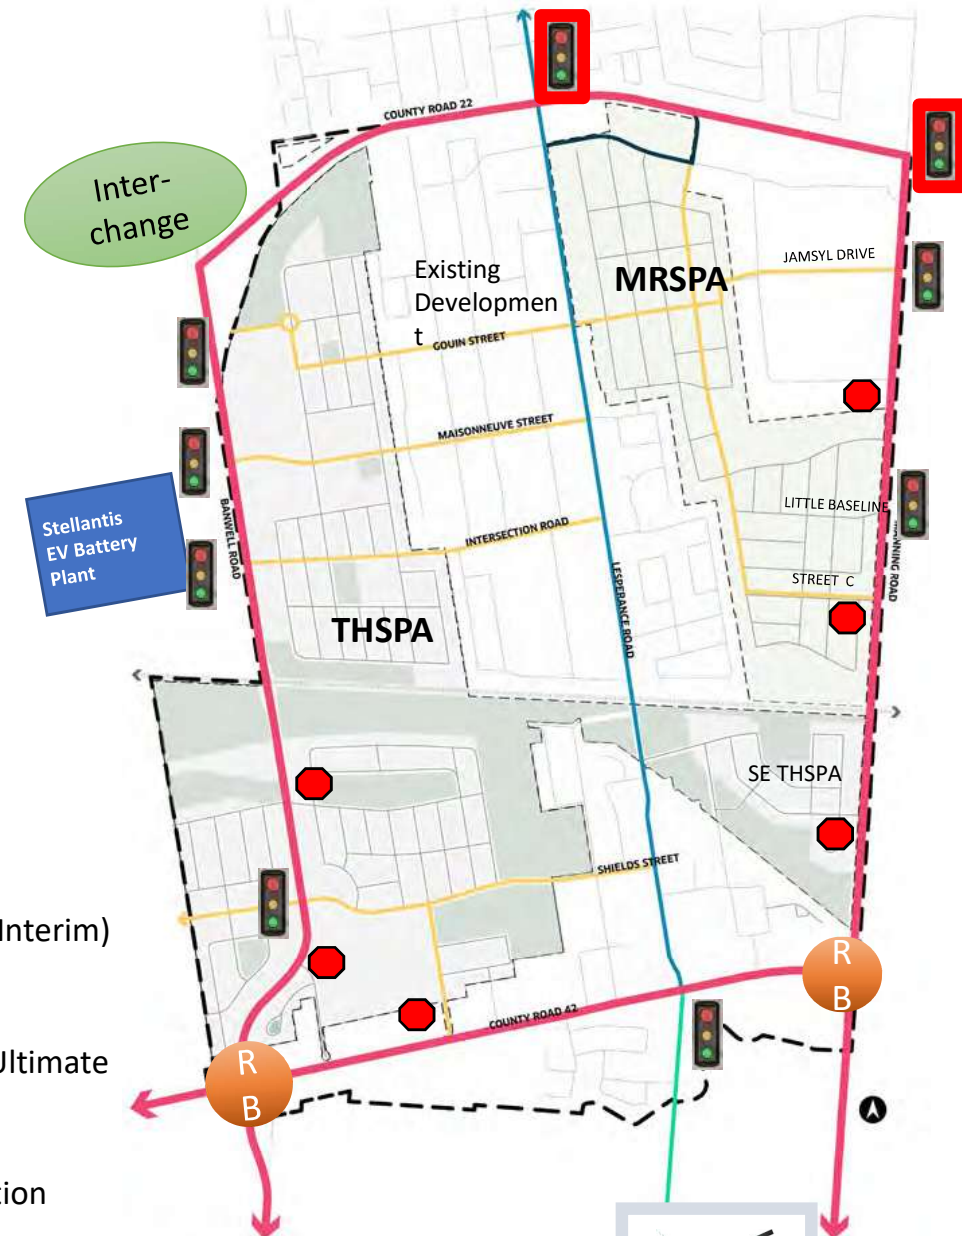 COUNTY ROAD 22
Inter-
change
JAMSYL DRIVE
Existing
Developmen
t
MRSPA
GOUIN STREET
MAISONNEUVE STREET
BANWELL ROAD
Stellantis
EV Battery
Plant
INTERSECTION ROAD
LITTLE BASELINE
STREET C
LESPERANCE ROAD
THSPA
SE THSPA
SHIELDS STREET
Interim)
R
B
COUNTY ROAD 42
Ultimate
R
B
tion